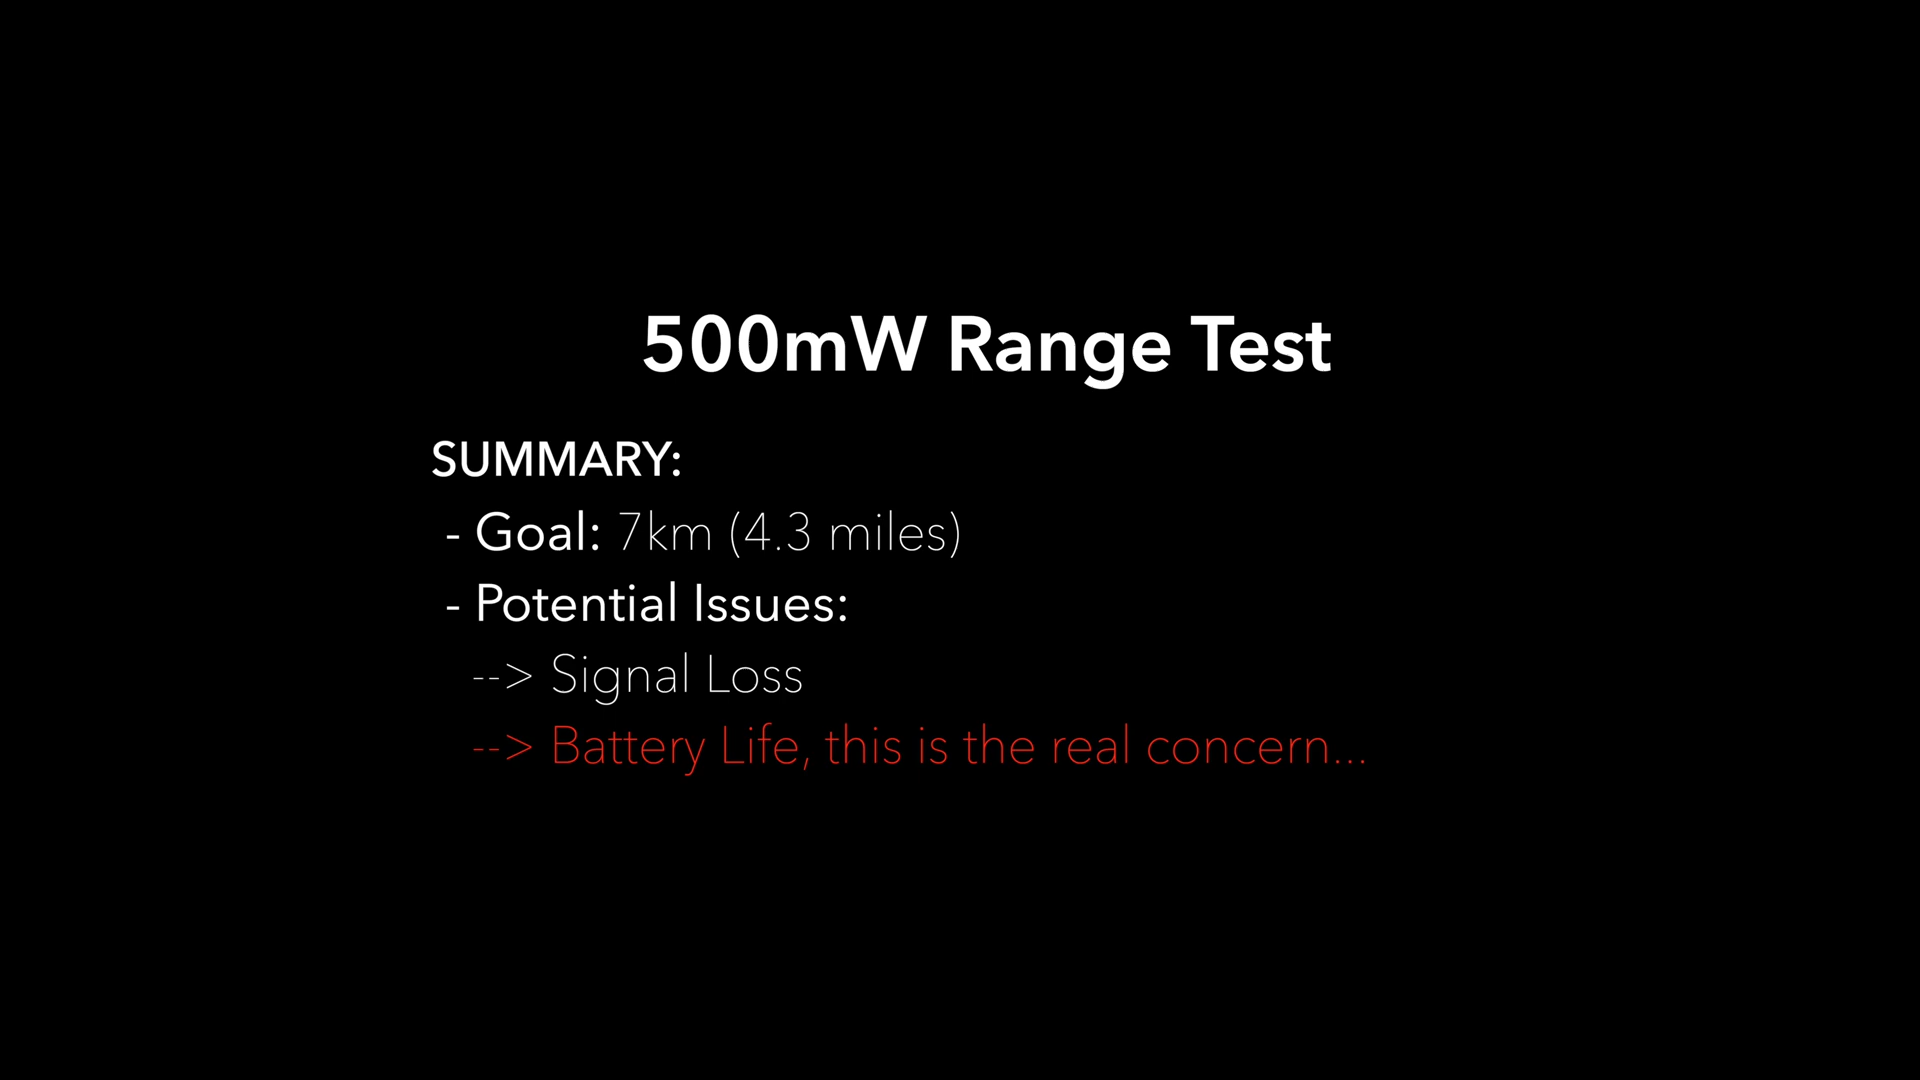 500mW Range Test
SUMMARY:
- Goal: 7km (4.3 miles)
- Potential Issues:
--> Signal Loss
--> Battery Life, this is the real concern...